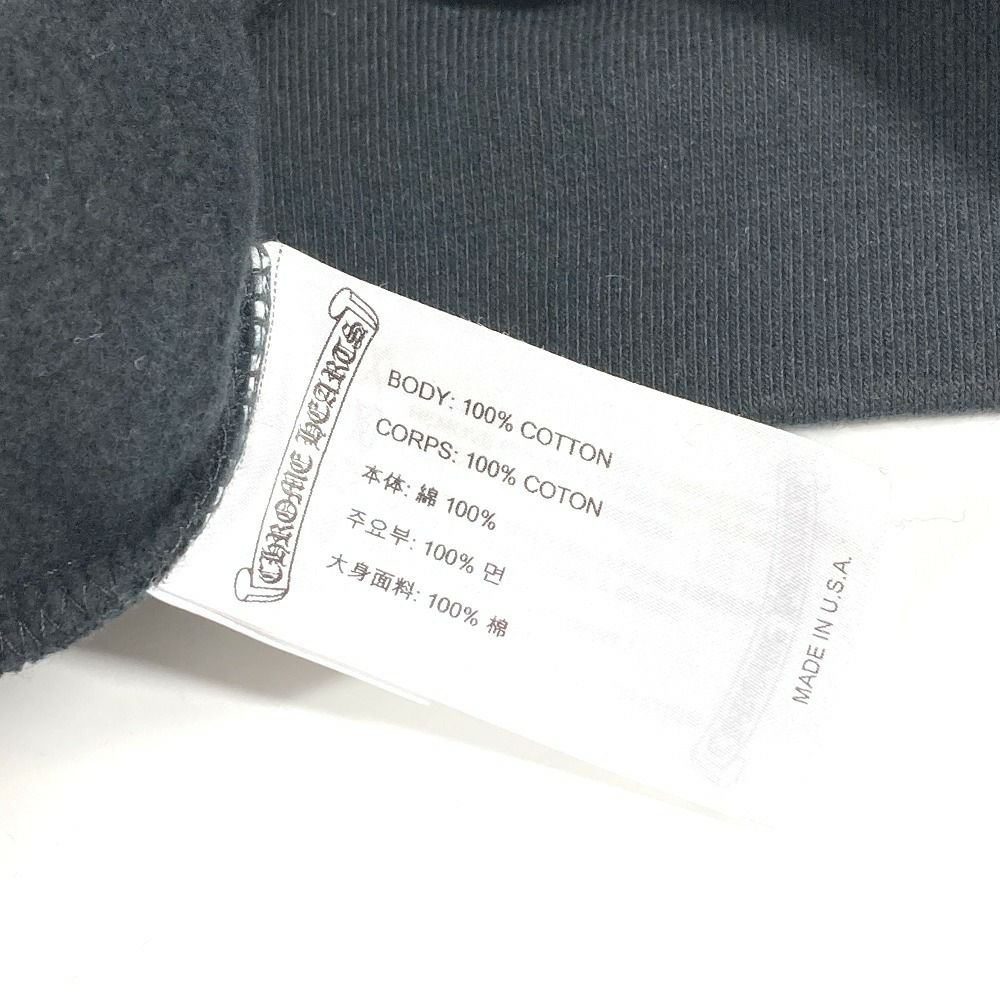 CHROME HEARTS
BODY: 100% COTTON
CORPS: 100% COTON
本体: 綿 100%
주요부: 100% 면
大身面料: 100% 棉
MADE IN U.S.A.